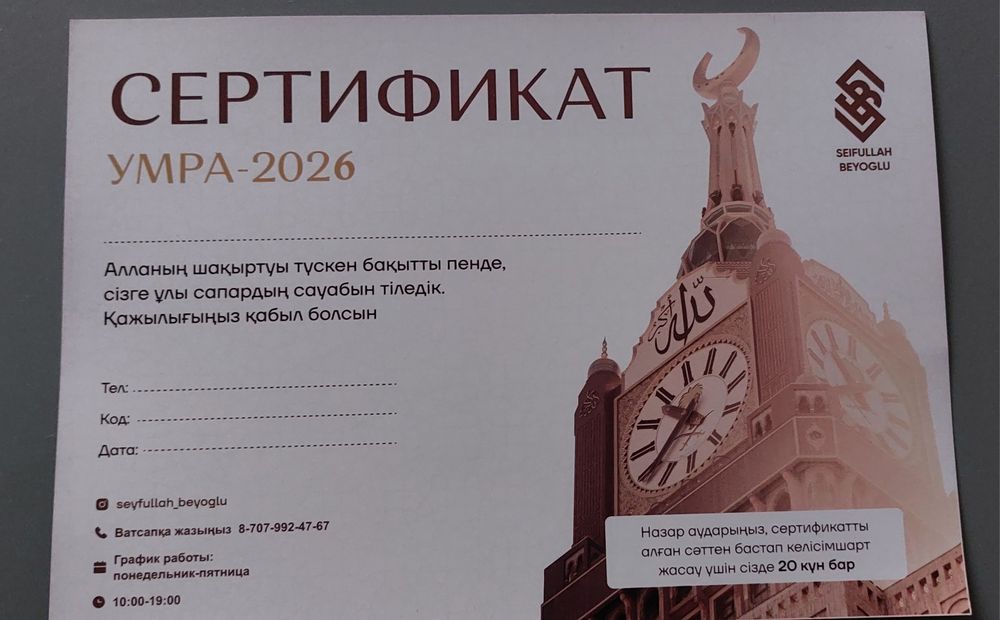 СЕРТИФИКАТ
УМРА-2026
SEIFULLAH
BEYOGLU
Алланың шақыртуы түскен бақытты пенде,
сізге ұлы сапардың сауабын тіледік.
Қажылығыңыз қабыл болсын
Тел:
Код:
Дата:
seyfullah_beyoglu
Ватсапқа жазыңыз 8-707-992-47-67
График работы:
понедельник-пятница
10:00-19:00
الله أكبر
Назар аударыңыз, сертификатты
алған сәттен бастап келісімшарт
жасау үшін сізде 20 күн бар